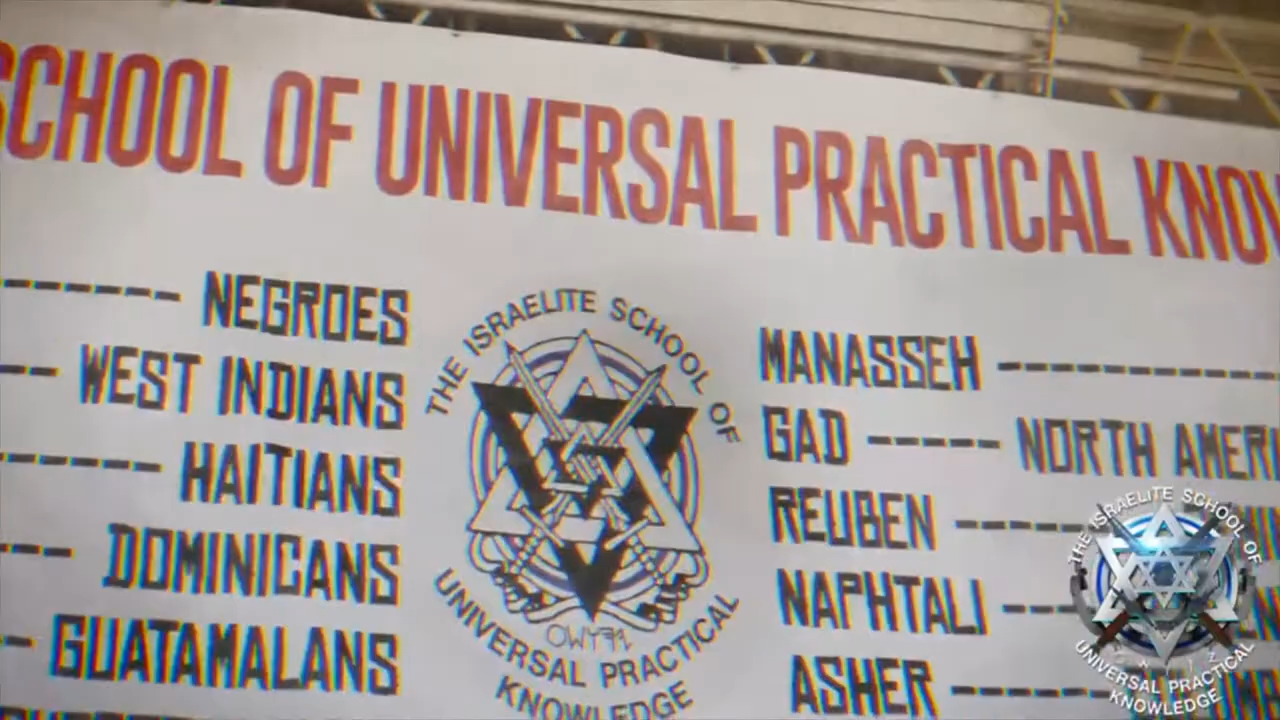 SCHOOL OF UNIVERSAL PRACTICAL KNOW
NEGROES
WEST INDIANS
HAITIANS
DOMINICANS
GUATAMALANS
THE ISRAELITE SCHOOL OF
UNIVERSAL PRACTICAL
KNOWLEDGE
MANASSEH
GAD ----- NORTH AMERI
REUBEN
NAPHTALI
ASHER
THE ISRAELITE SCHOOL OF
UNIVERSAL PRACTICAL
KNOWLEDGE